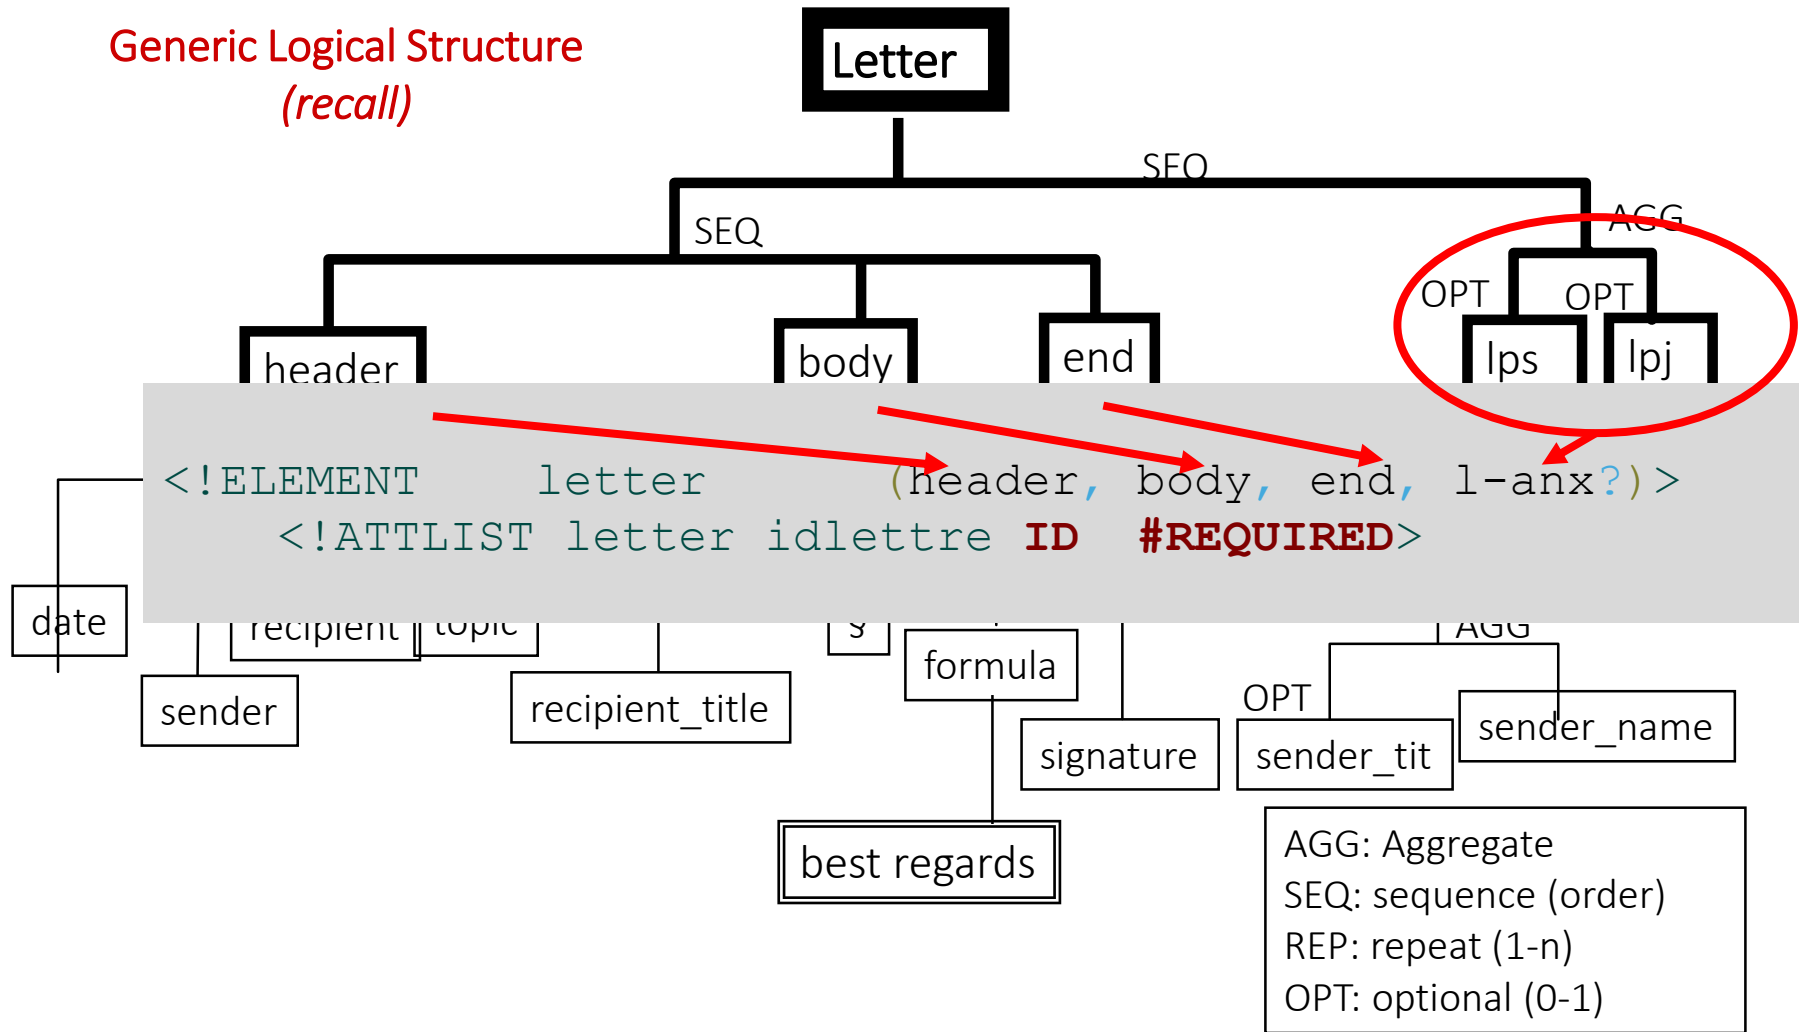 Generic Logical Structure
(recall)
Letter
SEQ
SEQ
AGG
OPT
OPT
header
body
end
lps
lpj
<!ELEMENT letter (header, body, end, l-anx?)>
<!ATTLIST letter idlettre ID #REQUIRED>
date
recipient
topic
§
AGG
formula
sender
recipient_title
OPT
signature
sender_tit
sender_name
best regards
AGG: Aggregate
SEQ: sequence (order)
REP: repeat (1-n)
OPT: optional (0-1)